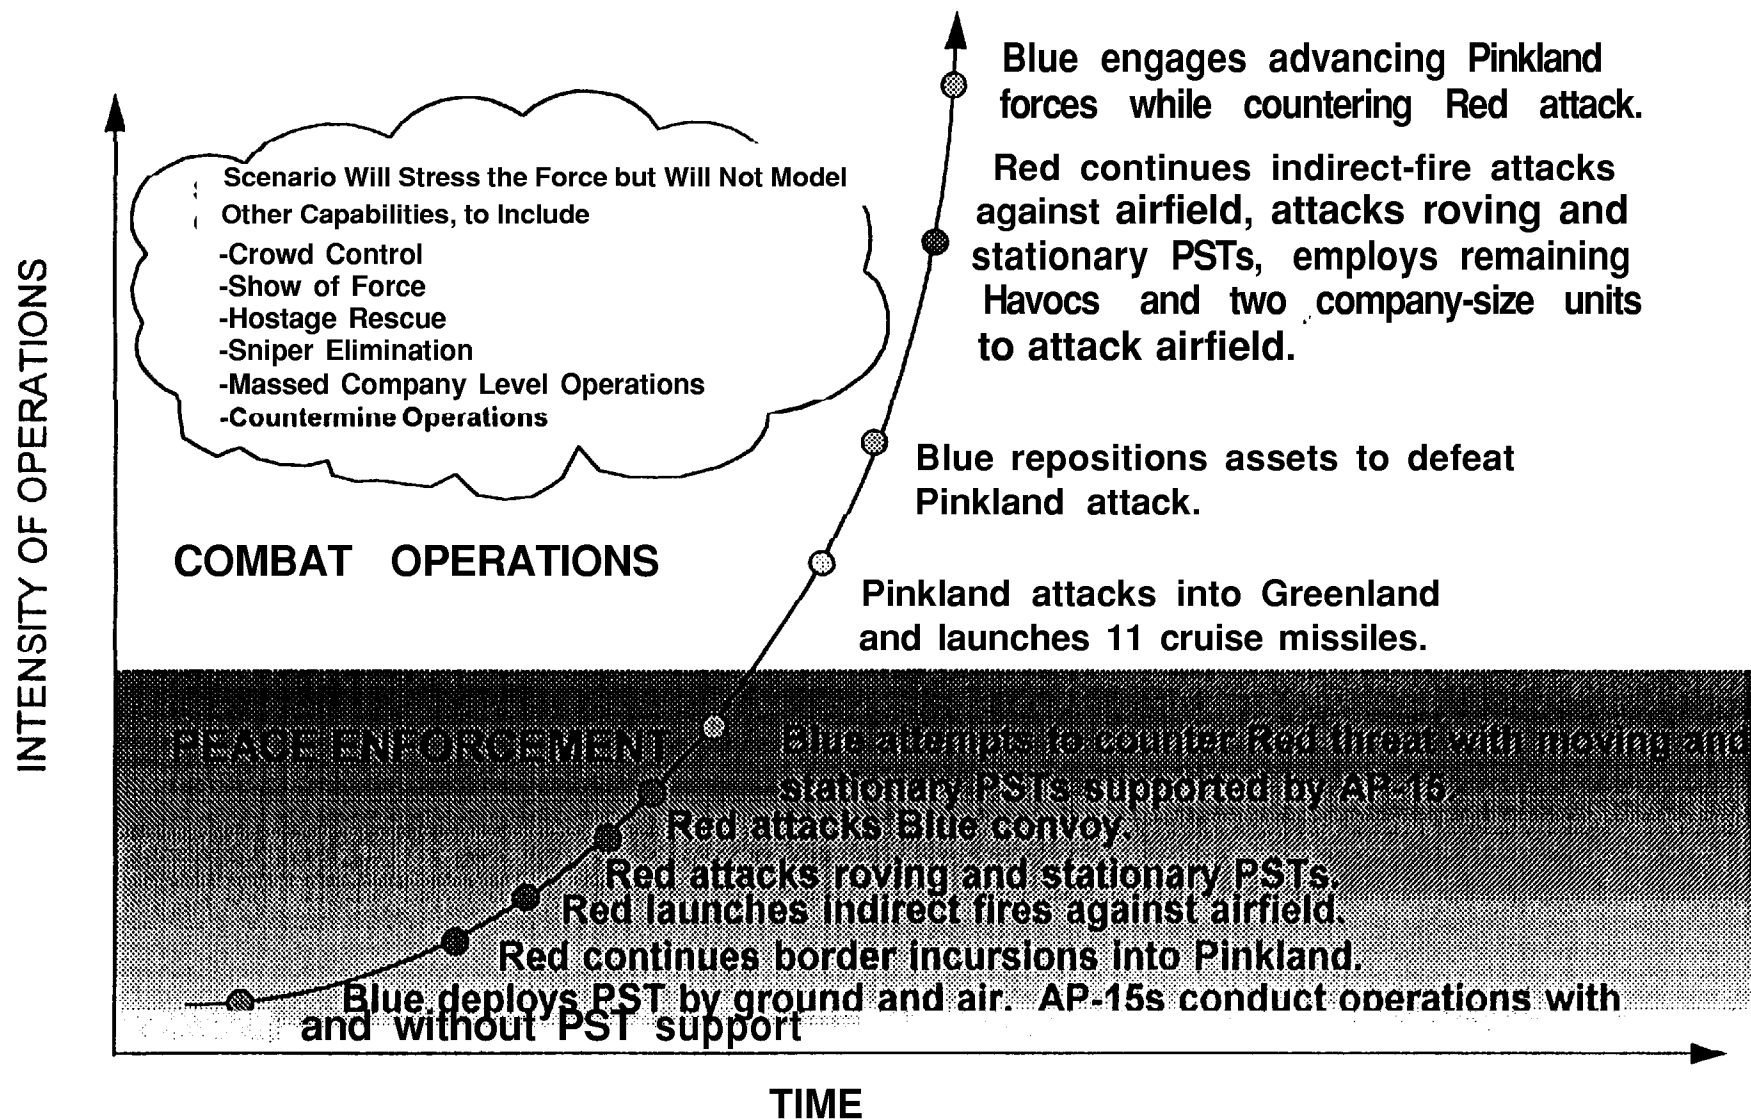 Blue engages advancing Pinkland
forces while countering Red attack.
Scenario Will Stress the Force but Will Not Model
Other Capabilities, to Include
-Crowd Control
-Show of Force
-Hostage Rescue
-Sniper Elimination
-Massed Company Level Operations
-Countermine Operations
Red continues indirect-fire attacks
against airfield, attacks roving and
stationary PSTs, employs remaining
Havocs and two company-size units
to attack airfield.
Blue repositions assets to defeat
Pinkland attack.
COMBAT OPERATIONS
Pinkland attacks into Greenland
and launches 11 cruise missiles.
PEACE ENFORCEMENT
Blue attempts to counter Red threat with moving and
stationary PSTs supported by AP-15.
Red attacks Blue convoy.
Red attacks roving and stationary PSTs.
Red launches indirect fires against airfield.
Red continues border incursions into Pinkland.
Blue deploys PST by ground and air. AP-15s conduct operations with
and without PST support
INTENSITY OF OPERATIONS
TIME